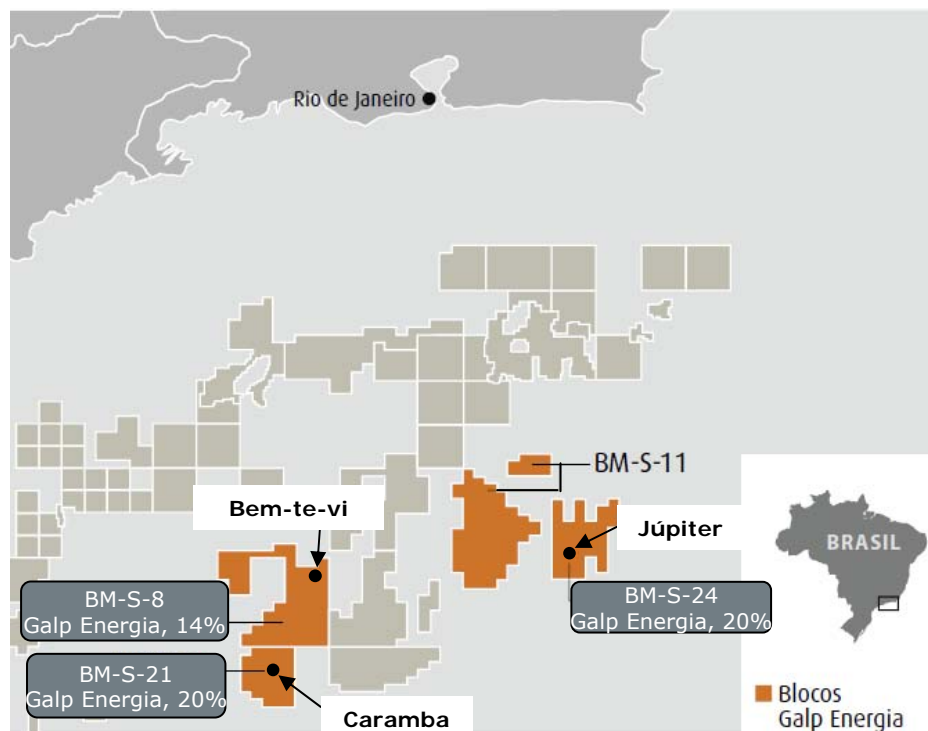 Rio de Janeiro
BM-S-11
Bem-te-vi
Júpiter
BRASIL
BM-S-8
Galp Energia, 14%
BM-S-24
Galp Energia, 20%
BM-S-21
Galp Energia, 20%
Caramba
Blocos
Galp Energia